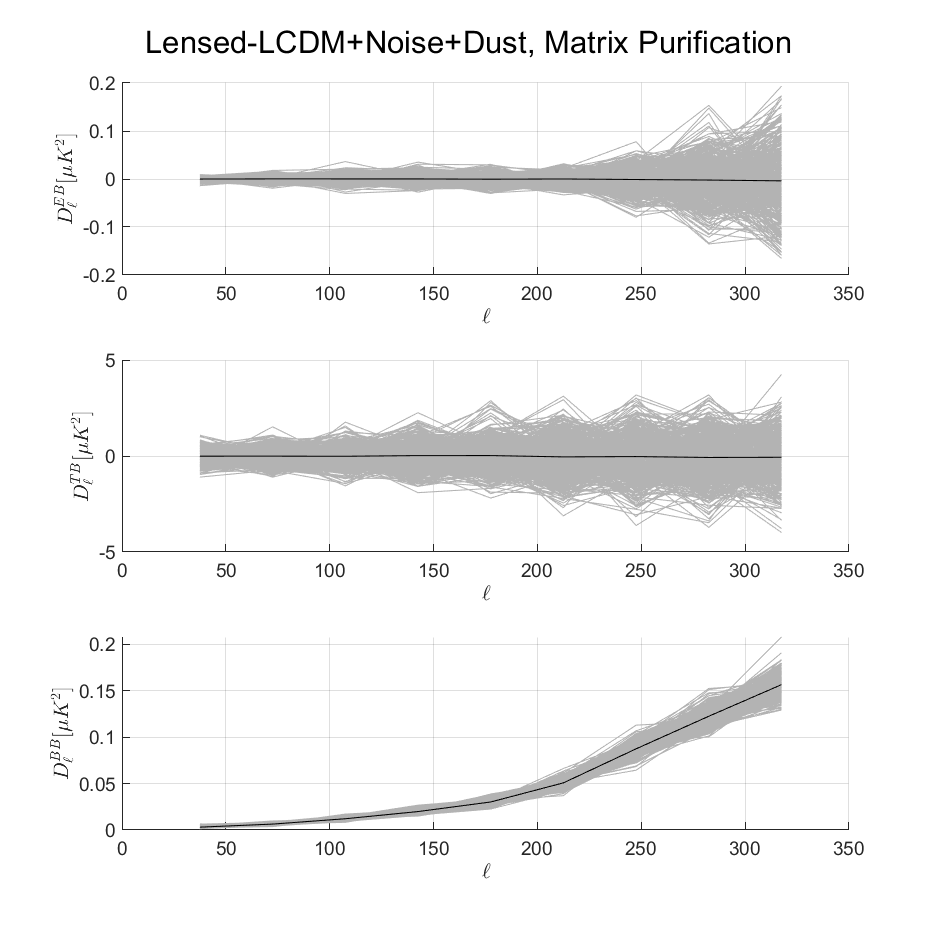 Lensed-LCDM+Noise+Dust, Matrix Purification
0.2
0.1
0
-0.1
-0.2
D_ℓ^{EB}[μK^2]
0 50 100 150 200 250 300 350
ℓ
5
0
-5
D_ℓ^{TB}[μK^2]
0 50 100 150 200 250 300 350
ℓ
0.2
0.15
0.1
0.05
0
D_ℓ^{BB}[μK^2]
0 50 100 150 200 250 300 350
ℓ